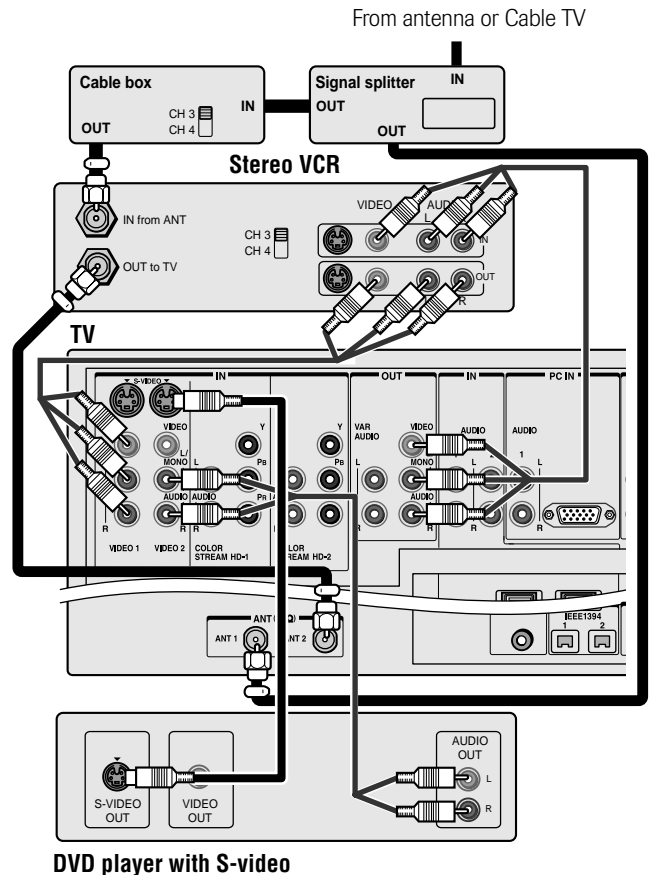 From antenna or Cable TV
Cable box
Signal splitter
IN
IN
OUT
CH 3
CH 4
OUT
OUT
Stereo VCR
VIDEO
L
IN from ANT
CH 3
CH 4
IN
OUT to TV
OUT
R
TV
IN
OUT
IN
PC IN
S-VIDEO
VIDEO
Y
Y
VAR
AUDIO
VIDEO
AUDIO
AUDIO
L/
MONO
L
PB
PB
L
MONO
L
1
L
AUDIO
AUDIO
PR
AUDIO
R
R
R
R
R
R
R
VIDEO 1
VIDEO 2
COLOR
STREAM HD-1
STREAM HD-2
IEEE1394
1
2
ANT 1
ANT 2
AUDIO
OUT
L
R
S-VIDEO
OUT
VIDEO
OUT
DVD player with S-video